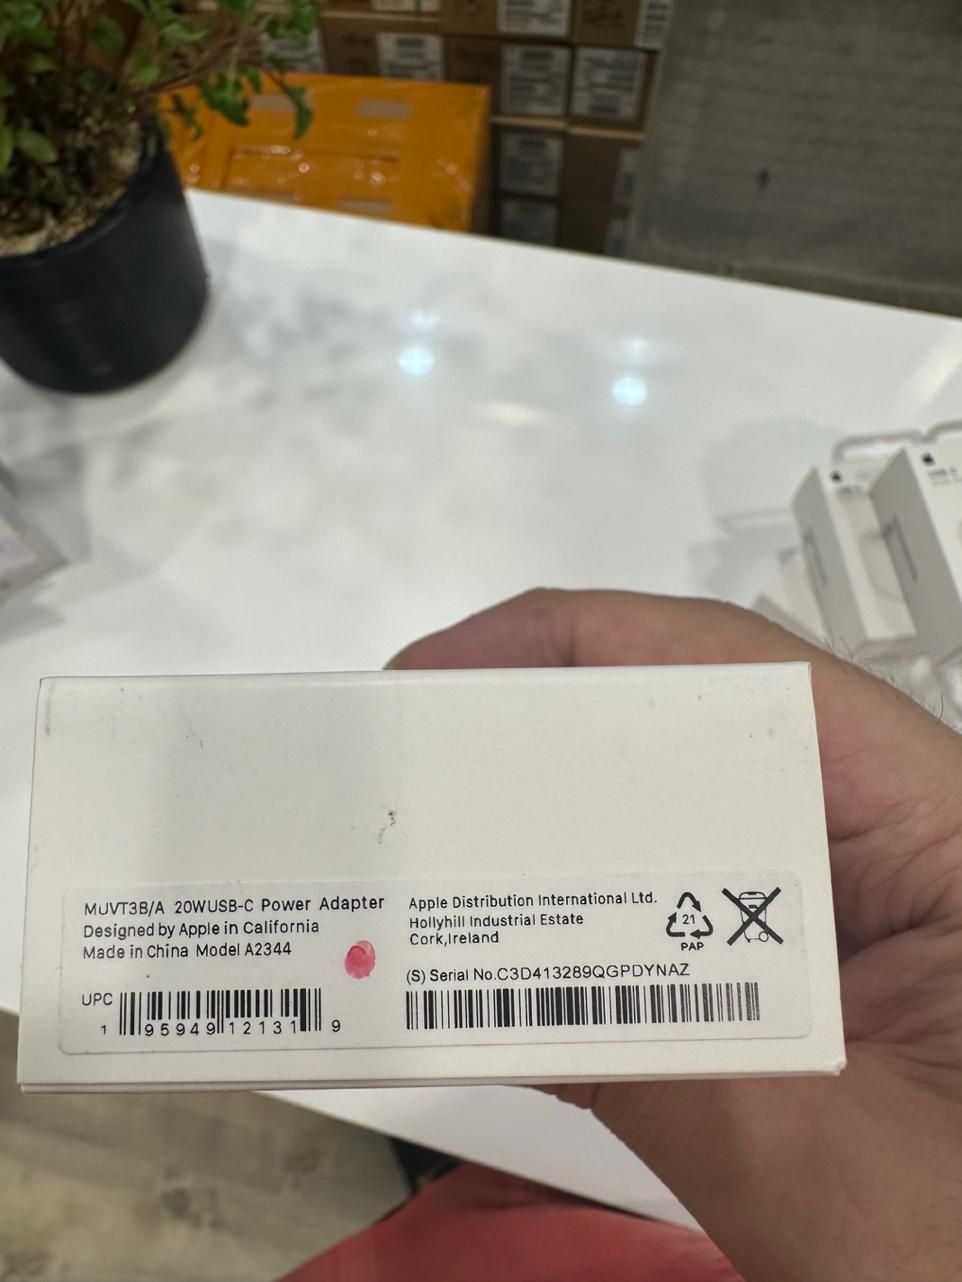 MUVT3B/A 20WUSB-C Power Adapter
Designed by Apple in California
Made in China Model A2344
UPC
1 95949 12131 9
Apple Distribution International Ltd.
Hollyhill Industrial Estate
Cork,Ireland
(S) Serial No.C3D413289QGPDYNAZ
21
PAP